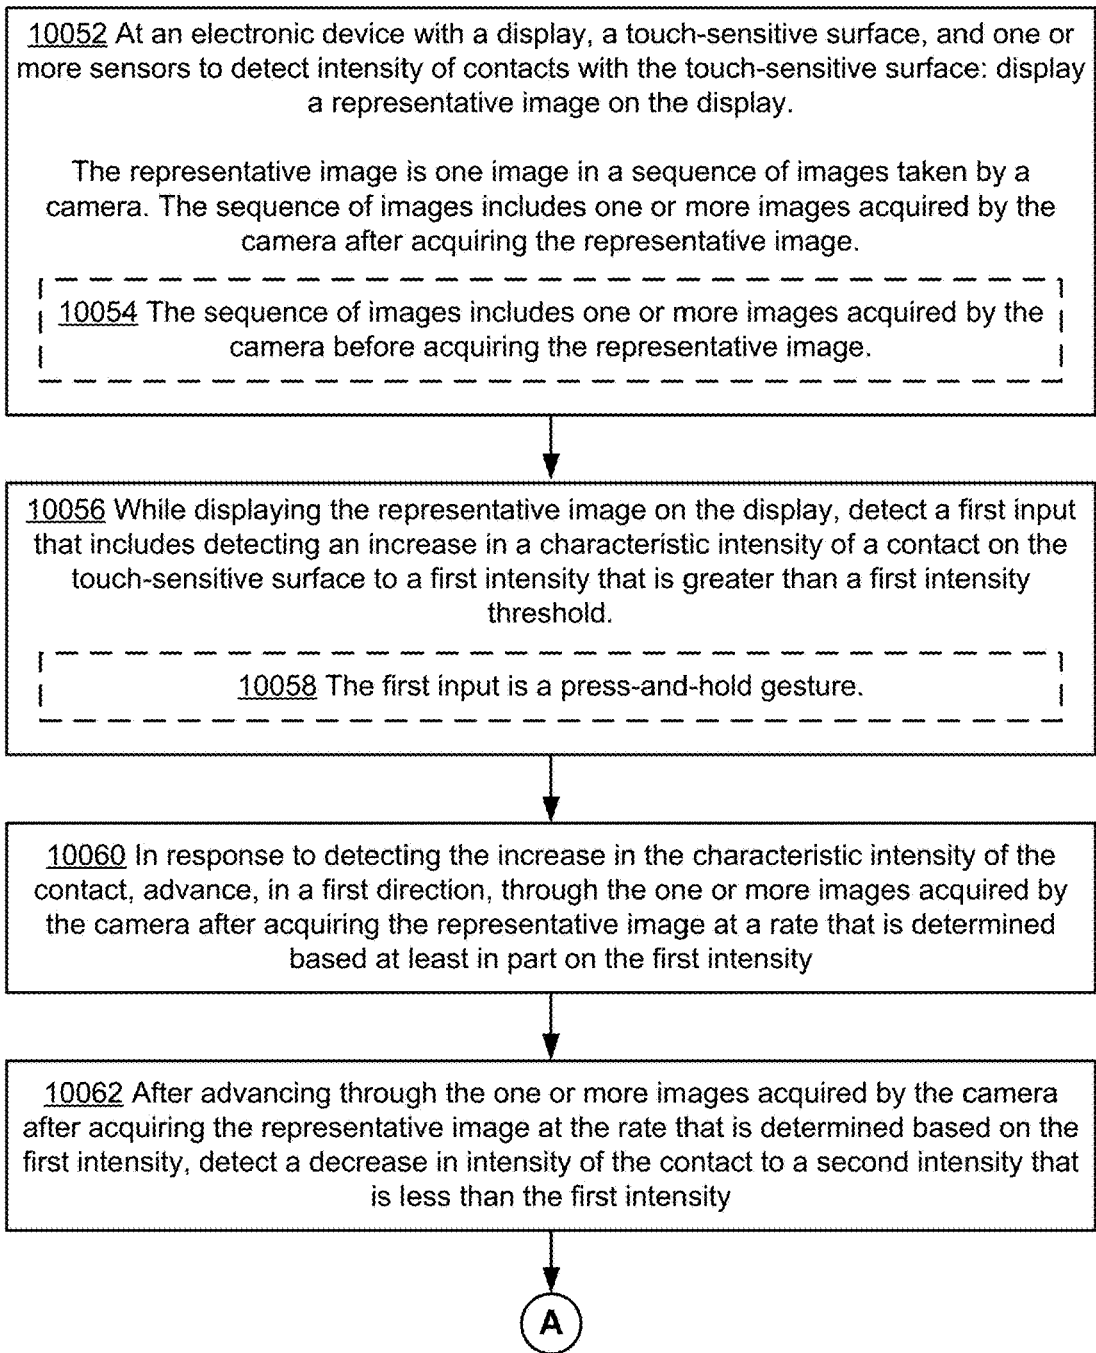 10052 At an electronic device with a display, a touch-sensitive surface, and one or
more sensors to detect intensity of contacts with the touch-sensitive surface: display
a representative image on the display.
The representative image is one image in a sequence of images taken by a
camera. The sequence of images includes one or more images acquired by the
camera after acquiring the representative image.
10054 The sequence of images includes one or more images acquired by the
camera before acquiring the representative image.
10056 While displaying the representative image on the display, detect a first input
that includes detecting an increase in a characteristic intensity of a contact on the
touch-sensitive surface to a first intensity that is greater than a first intensity
threshold.
10058 The first input is a press-and-hold gesture.
10060 In response to detecting the increase in the characteristic intensity of the
contact, advance, in a first direction, through the one or more images acquired by
the camera after acquiring the representative image at a rate that is determined
based at least in part on the first intensity
10062 After advancing through the one or more images acquired by the camera
after acquiring the representative image at the rate that is determined based on the
first intensity, detect a decrease in intensity of the contact to a second intensity that
is less than the first intensity
A